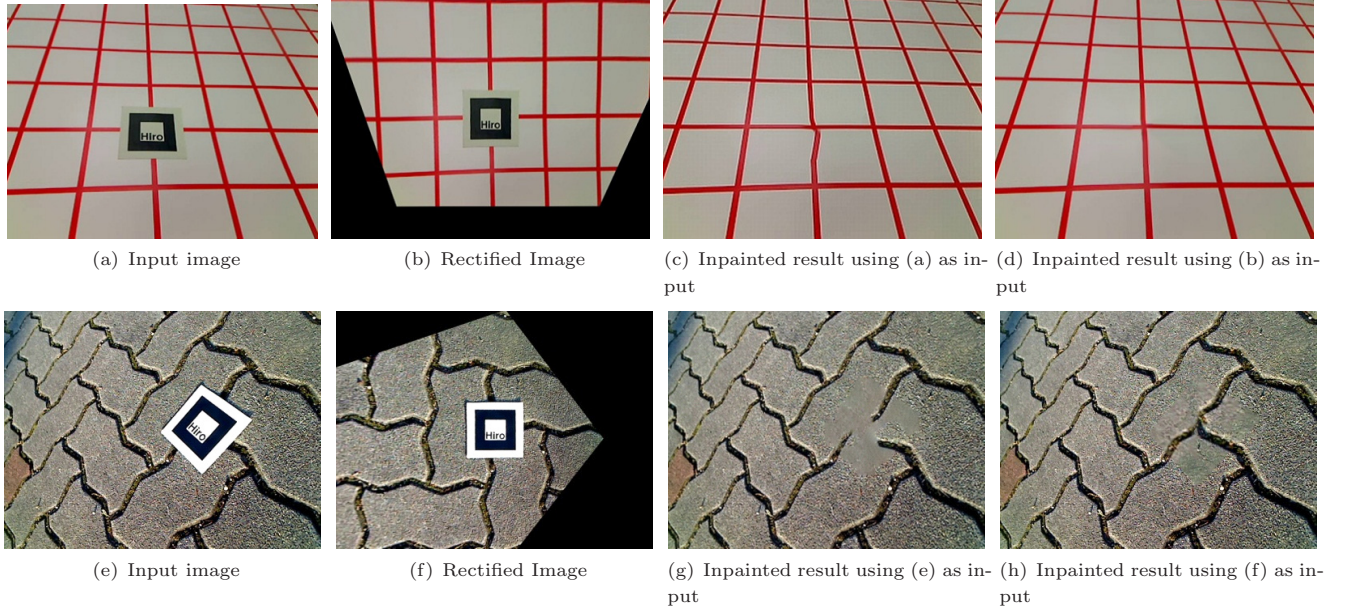 Hiro
Hiro
(a) Input image
(b) Rectified Image
(c) Inpainted result using (a) as in-
put
(d) Inpainted result using (b) as in-
put
Hiro
Hiro
(e) Input image
(f) Rectified Image
(g) Inpainted result using (e) as in-
put
(h) Inpainted result using (f) as in-
put